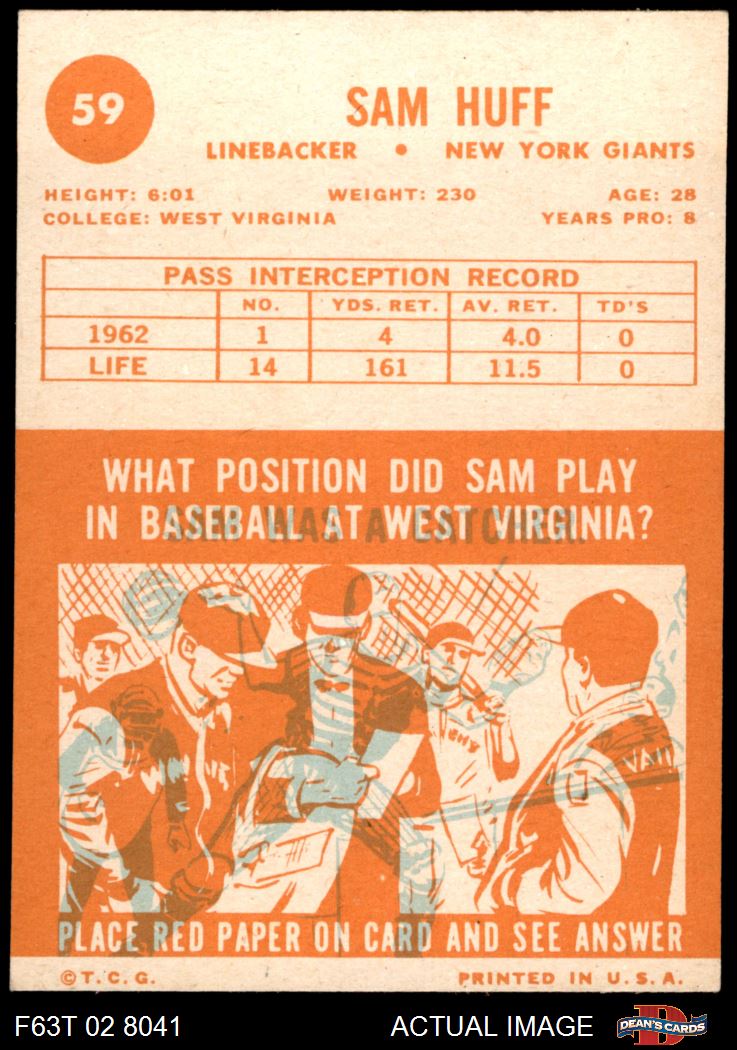 59
SAM HUFF
LINEBACKER • NEW YORK GIANTS
HEIGHT: 6:01 WEIGHT: 230 AGE: 28
COLLEGE: WEST VIRGINIA YEARS PRO: 8
PASS INTERCEPTION RECORD
NO. YDS. RET. AV. RET. TD'S
1962 1 4 4.0 0
LIFE 14 161 11.5 0
WHAT POSITION DID SAM PLAY
IN BASEBALL AT WEST VIRGINIA?
SAM WAS A CATCHER.
PLACE RED PAPER ON CARD AND SEE ANSWER
©T.C.G. PRINTED IN U.S.A.
F63T 02 8041 ACTUAL IMAGE D DEAN'S CARDS